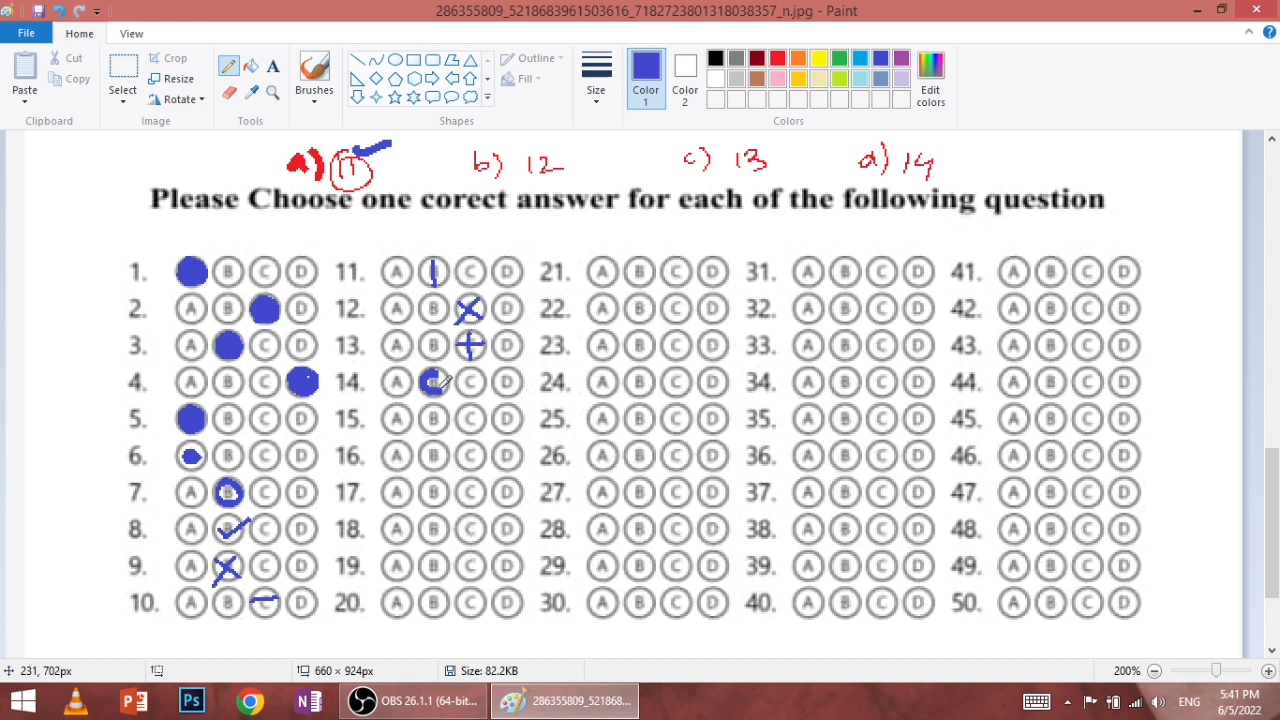 286355809_5218683961503616_7182723801318038357_n.jpg - Paint
File Home View
Paste Cut Copy Select Crop Resize Rotate A Brushes Outline Fill Size Color 1 Color 2 Edit colors
Clipboard Image Tools Shapes Colors
a) 11 b) 12 c) 13 d) 14
Please Choose one corect answer for each of the following question
1. B C D 11. A C D 21. A B C D 31. A B C D 41. A B C D
2. A B D 12. A B 22. A B C D 32. A B C D 42. A B C D
3. A C D 13. A B D 23. A B C D 33. A B C D 43. A B C D
4. A B C 14. A C D 24. A B C D 34. A B C D 44. A B C D
5. B C D 15. A B C D 25. A B C D 35. A B C D 45. A B C D
6. B C D 16. A B C D 26. A B C D 36. A B C D 46. A B C D
7. A B C D 17. A B C D 27. A B C D 37. A B C D 47. A B C D
8. A B C D 18. A B C D 28. A B C D 38. A B C D 48. A B C D
9. A C D 19. A B C D 29. A B C D 39. A B C D 49. A B C D
10. A B D 20. A B C D 30. A B C D 40. A B C D 50. A B C D
231, 702px 660 × 924px Size: 82.2KB 200%
P Ps N OBS 26.1.1 (64-bit... 286355809_521868... ENG 5:41 PM
6/5/2022